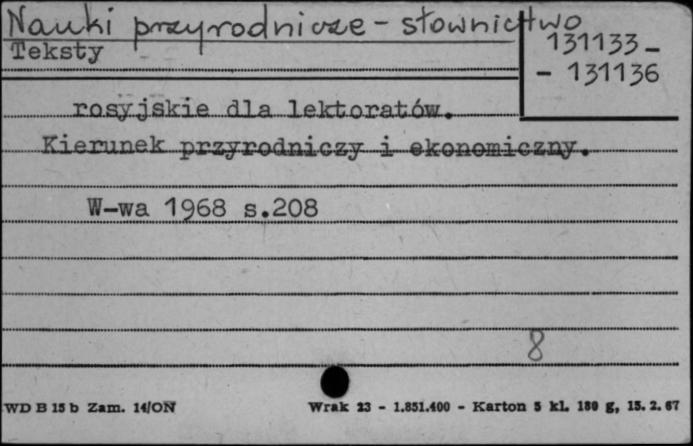 Nauki przyrodnicze - słownictwo
131133-
- 131136
Teksty
rosyjskie dla lektoratów.
Kierunek przyrodniczy i ekonomiczny.
W-wa 1968 s.208
8
WD B 15 b Zam. 14/ON
Wrak 23 - 1.851.400 - Karton 5 kl. 180 g, 15. 2. 67